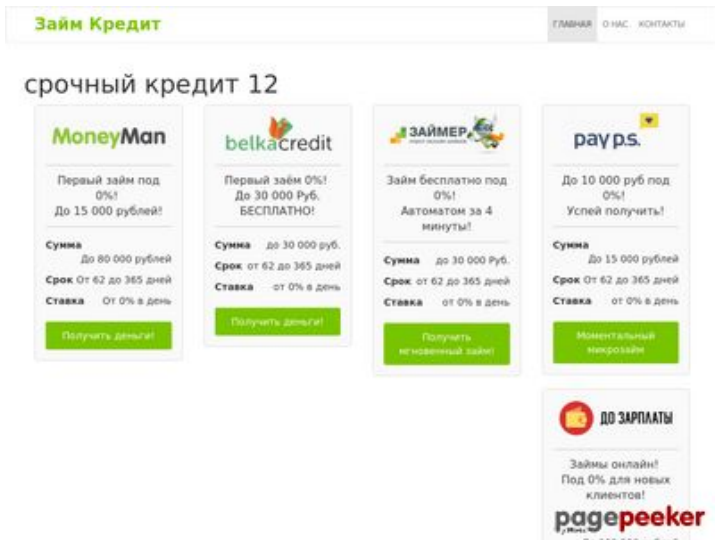 Займ Кредит
ГЛАВНАЯ О НАС КОНТАКТЫ
срочный кредит 12
MoneyMan
Первый займ под
0%!
До 15 000 рублей!
Сумма
До 80 000 рублей
Срок От 62 до 365 дней
Ставка От 0% в день
Получить деньги!
belkacredit
Первый заём 0%!
До 30 000 Руб.
БЕСПЛАТНО!
Сумма до 30 000 руб.
Срок от 62 до 365 дней
Ставка от 0% в день
Получить деньги!
ЗАЙМЕР
Займ бесплатно под
0%!
Автоматом за 4
минуты!
Сумма до 30 000 Руб.
Срок от 62 до 365 дней
Ставка от 0% в день
Получить
мгновенный займ!
pay p.s.
До 10 000 руб под
0%!
Успей получить!
Сумма
До 15 000 рублей
Срок От 62 до 365 дней
Ставка От 0% в день
Моментальный
микрозайм
ДО ЗАРПЛАТЫ
Займы онлайн!
Под 0% для новых
клиентов!
pagepeeker